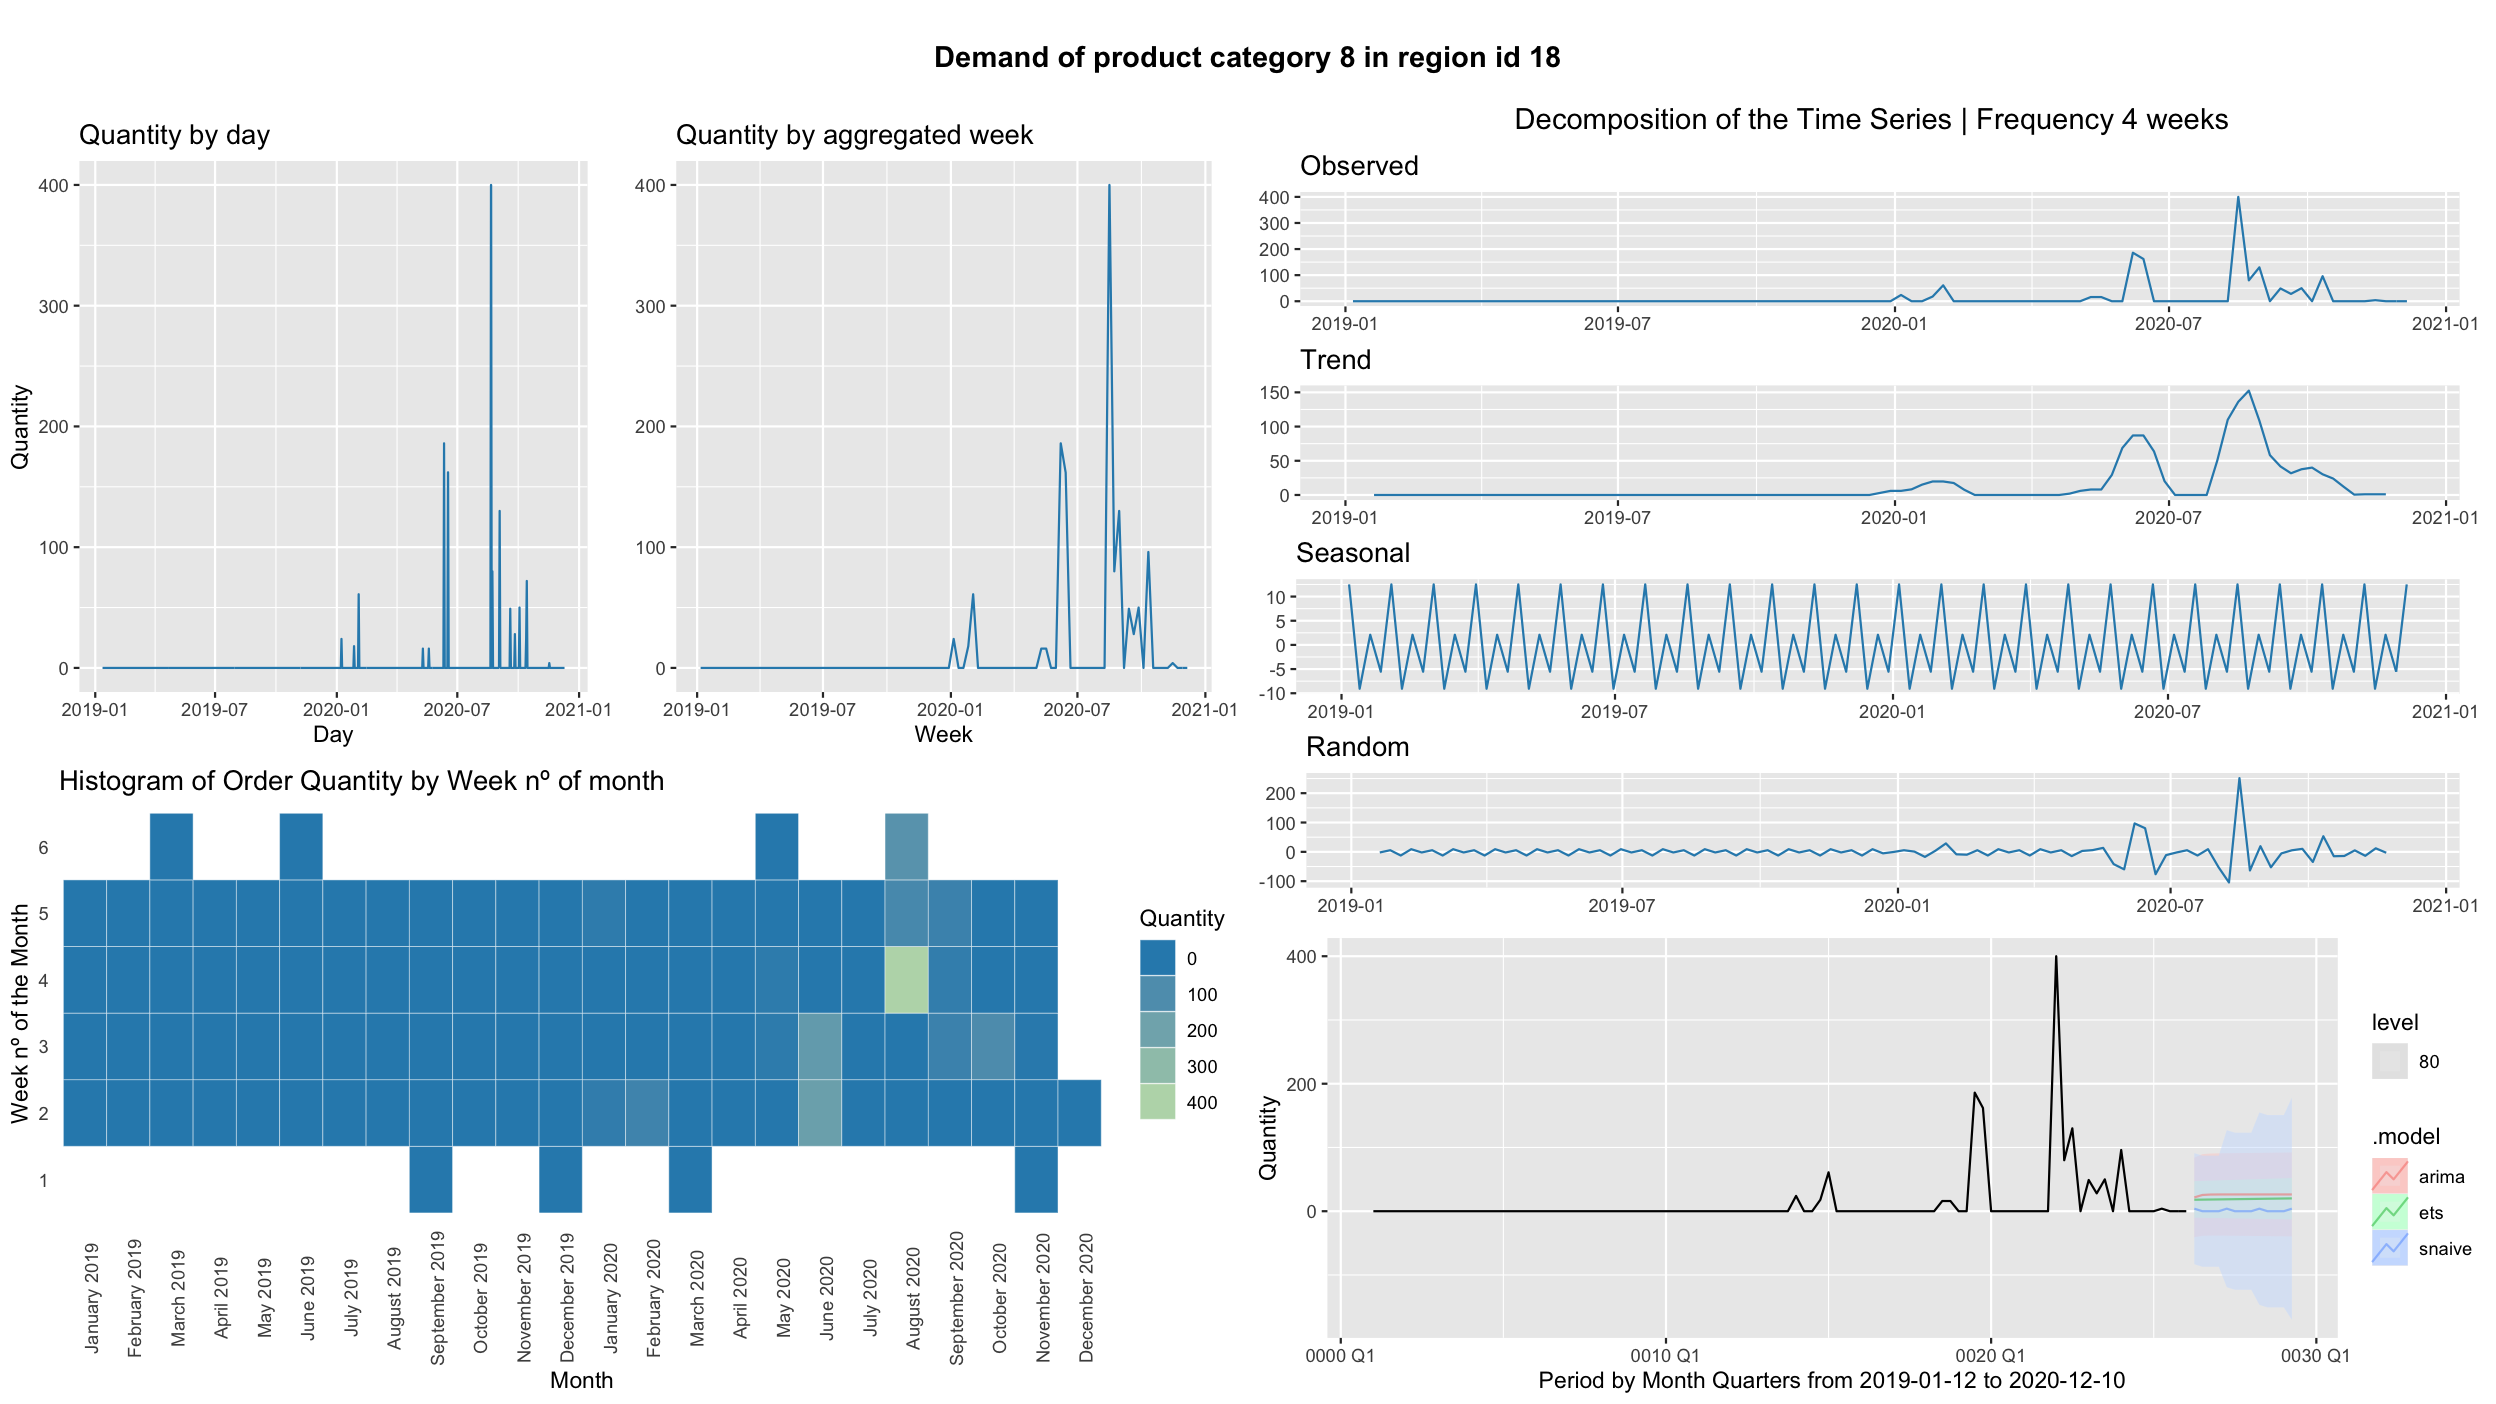 Demand of product category 8 in region id 18
Quantity by day
Quantity
400
300
200
100
0
2019-01 2019-07 2020-01 2020-07 2021-01
Day
Quantity by aggregated week
400
300
200
100
0
2019-01 2019-07 2020-01 2020-07 2021-01
Week
Decomposition of the Time Series | Frequency 4 weeks
Observed
400
300
200
100
0
2019-01 2019-07 2020-01 2020-07 2021-01
Trend
150
100
50
0
2019-01 2019-07 2020-01 2020-07 2021-01
Seasonal
10
5
0
-5
-10
2019-01 2019-07 2020-01 2020-07 2021-01
Random
200
100
0
-100
2019-01 2019-07 2020-01 2020-07 2021-01
Histogram of Order Quantity by Week nº of month
Week nº of the Month
6
5
4
3
2
1
January 2019
February 2019
March 2019
April 2019
May 2019
June 2019
July 2019
August 2019
September 2019
October 2019
November 2019
December 2019
January 2020
February 2020
March 2020
April 2020
May 2020
June 2020
July 2020
August 2020
September 2020
October 2020
November 2020
December 2020
Month
Quantity
0
100
200
300
400
Quantity
400
200
0
0000 Q1 0010 Q1 0020 Q1 0030 Q1
Period by Month Quarters from 2019-01-12 to 2020-12-10
level
80
.model
arima
ets
snaive